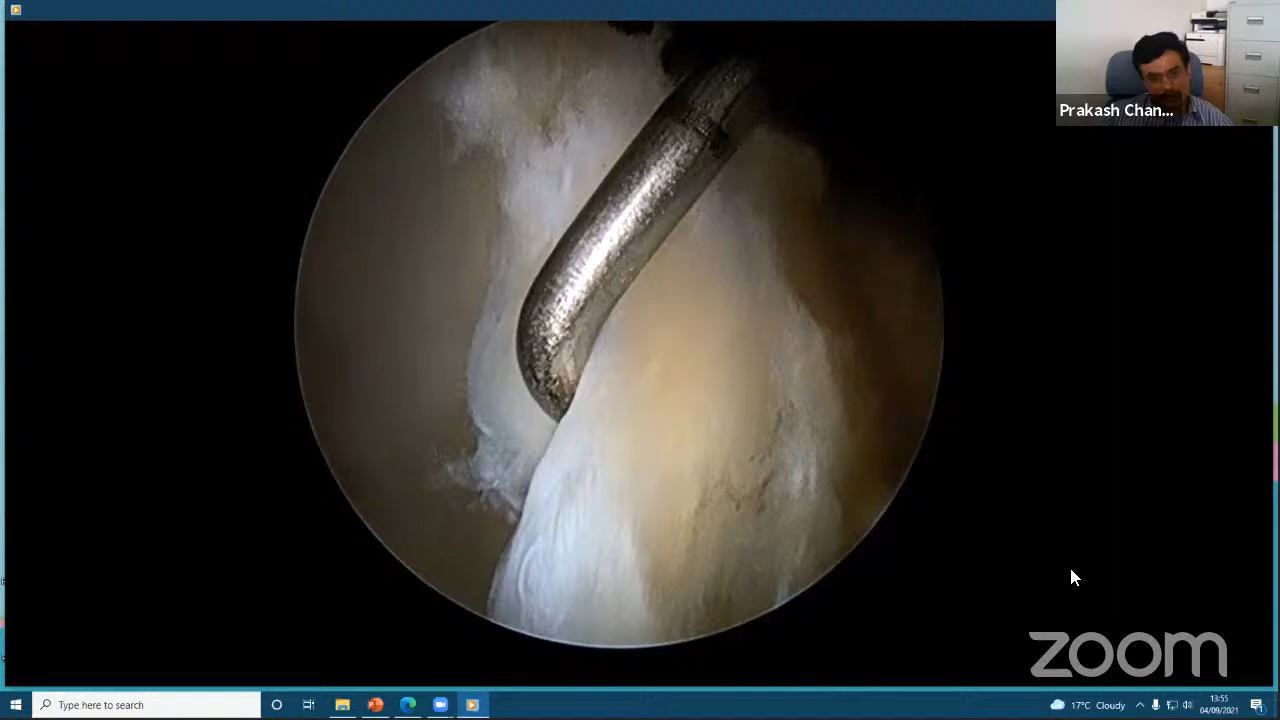 Prakash Chan...
zoom
Type here to search
17°C Cloudy
13:55
04/09/2021